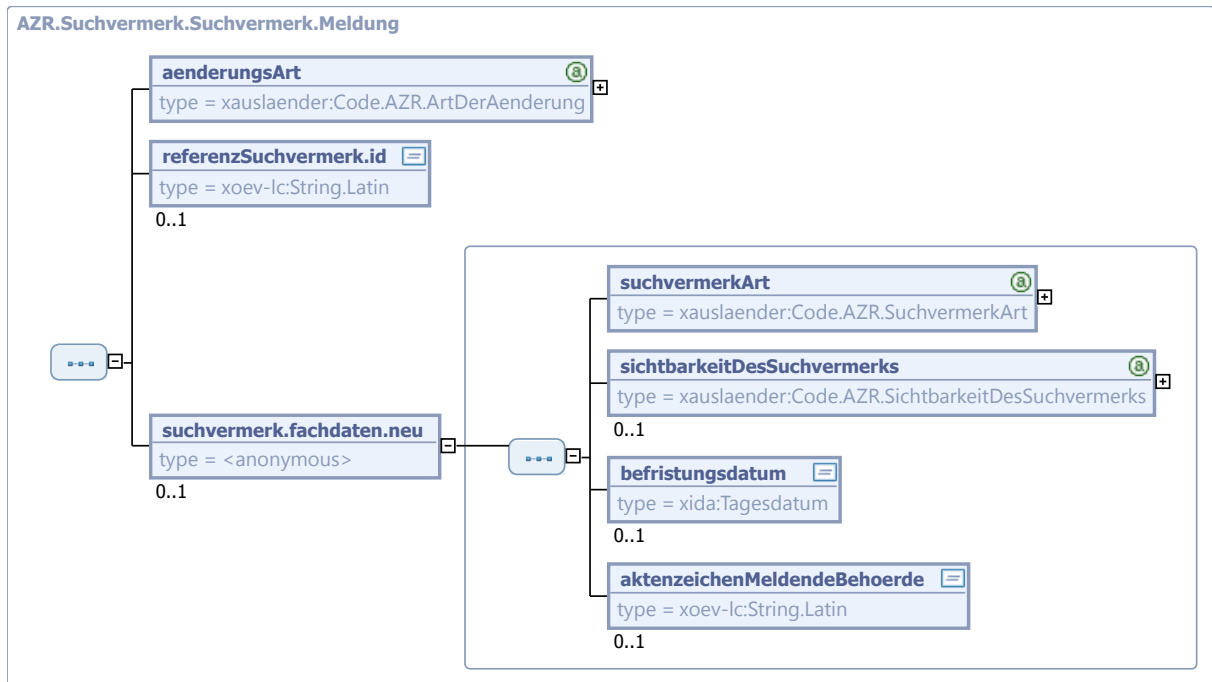 AZR.Suchvermerk.Suchvermerk.Meldung
aenderungsArt
type = xauslaender:Code.AZR.ArtDerAenderung
referenzSuchvermerk.id
type = xoev-lc:String.Latin
0..1
suchvermerk.fachdaten.neu
type = <anonymous>
0..1
suchvermerkArt
type = xauslaender:Code.AZR.SuchvermerkArt
sichtbarkeitDesSuchvermerks
type = xauslaender:Code.AZR.SichtbarkeitDesSuchvermerks
0..1
befristungsdatum
type = xida:Tagesdatum
0..1
aktenzeichenMeldendeBehoerde
type = xoev-lc:String.Latin
0..1